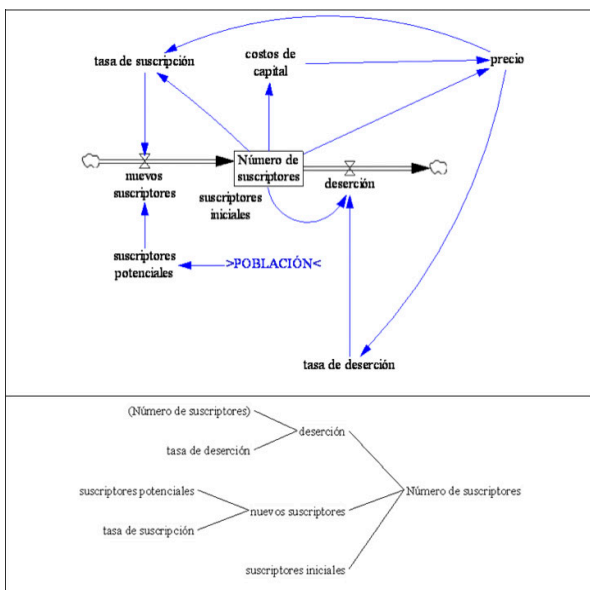 tasa de suscripción
costos de
capital
precio
Número de
suscriptores
nuevos
suscriptores
deserción
suscriptores
iniciales
suscriptores
potenciales
>POBLACIÓN<
tasa de deserción
(Número de suscriptores)
deserción
tasa de deserción
suscriptores potenciales
Número de suscriptores
nuevos suscriptores
tasa de suscripción
suscriptores iniciales